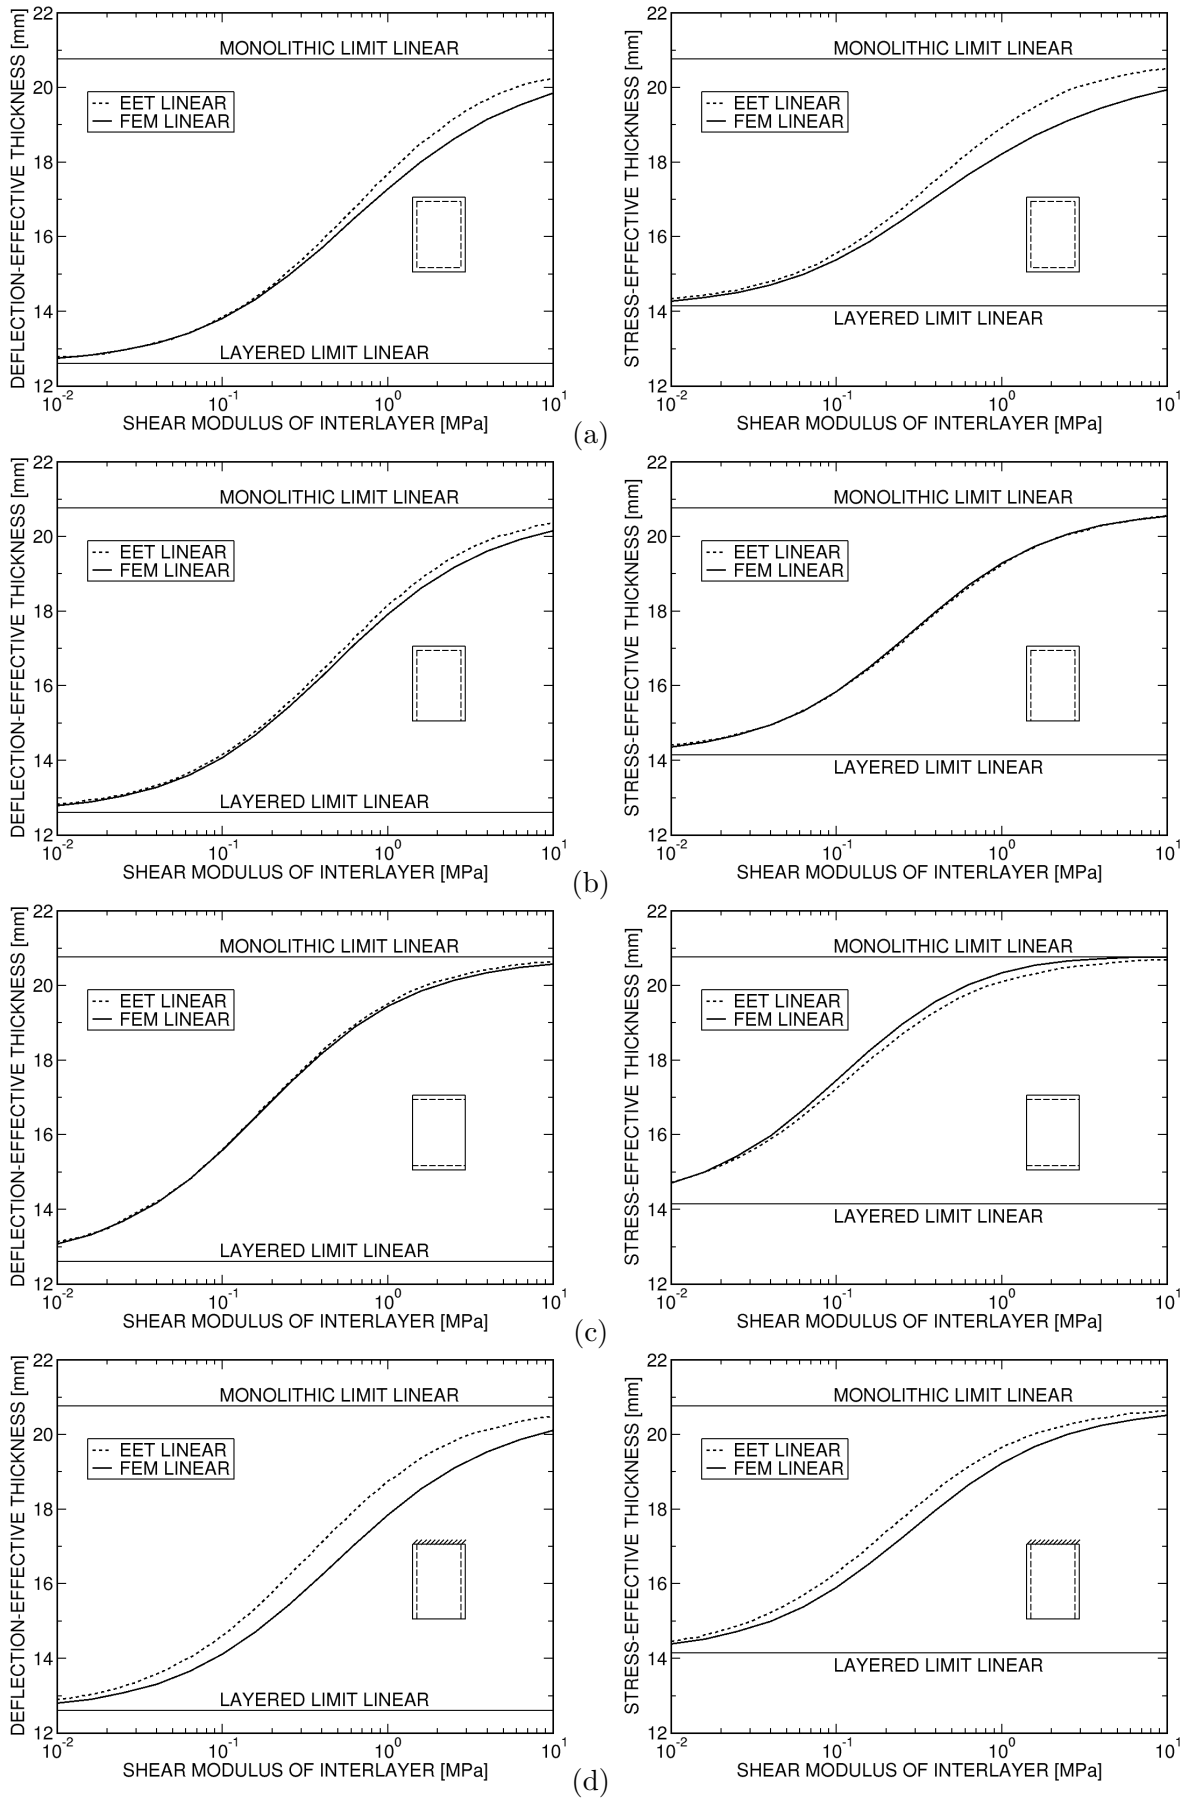 DEFLECTION-EFFECTIVE THICKNESS [mm]
22
20
18
16
14
12
MONOLITHIC LIMIT LINEAR
EET LINEAR
FEM LINEAR
LAYERED LIMIT LINEAR
10^-2 10^-1 10^0 10^1
SHEAR MODULUS OF INTERLAYER [MPa]
STRESS-EFFECTIVE THICKNESS [mm]
22
20
18
16
14
12
MONOLITHIC LIMIT LINEAR
EET LINEAR
FEM LINEAR
LAYERED LIMIT LINEAR
10^-2 10^-1 10^0 10^1
SHEAR MODULUS OF INTERLAYER [MPa]
(a)
DEFLECTION-EFFECTIVE THICKNESS [mm]
22
20
18
16
14
12
MONOLITHIC LIMIT LINEAR
EET LINEAR
FEM LINEAR
LAYERED LIMIT LINEAR
10^-2 10^-1 10^0 10^1
SHEAR MODULUS OF INTERLAYER [MPa]
STRESS-EFFECTIVE THICKNESS [mm]
22
20
18
16
14
12
MONOLITHIC LIMIT LINEAR
EET LINEAR
FEM LINEAR
LAYERED LIMIT LINEAR
10^-2 10^-1 10^0 10^1
SHEAR MODULUS OF INTERLAYER [MPa]
(b)
DEFLECTION-EFFECTIVE THICKNESS [mm]
22
20
18
16
14
12
MONOLITHIC LIMIT LINEAR
EET LINEAR
FEM LINEAR
LAYERED LIMIT LINEAR
10^-2 10^-1 10^0 10^1
SHEAR MODULUS OF INTERLAYER [MPa]
STRESS-EFFECTIVE THICKNESS [mm]
22
20
18
16
14
12
MONOLITHIC LIMIT LINEAR
EET LINEAR
FEM LINEAR
LAYERED LIMIT LINEAR
10^-2 10^-1 10^0 10^1
SHEAR MODULUS OF INTERLAYER [MPa]
(c)
DEFLECTION-EFFECTIVE THICKNESS [mm]
22
20
18
16
14
12
MONOLITHIC LIMIT LINEAR
EET LINEAR
FEM LINEAR
LAYERED LIMIT LINEAR
10^-2 10^-1 10^0 10^1
SHEAR MODULUS OF INTERLAYER [MPa]
STRESS-EFFECTIVE THICKNESS [mm]
22
20
18
16
14
12
MONOLITHIC LIMIT LINEAR
EET LINEAR
FEM LINEAR
LAYERED LIMIT LINEAR
10^-2 10^-1 10^0 10^1
SHEAR MODULUS OF INTERLAYER [MPa]
(d)